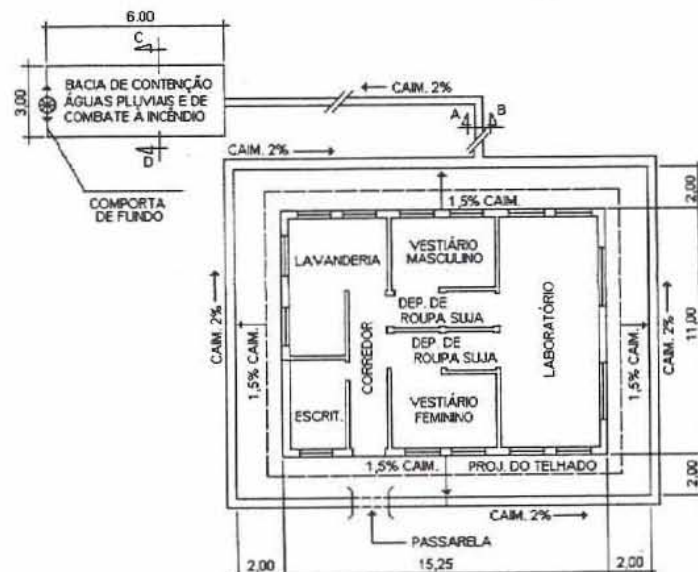 6.00
C
3,00
BACIA DE CONTENÇÃO
ÁGUAS PLUVIAIS E DE
COMBATE À INCÊNDIO
D
COMPORTA
DE FUNDO
CAIM. 2%
A
B
CAIM. 2%
2,00
1,5% CAIM.
LAVANDERIA
VESTIÁRIO
MASCULINO
DEP. DE
ROUPA SUJA
DEP. DE
ROUPA SUJA
CORREDOR
LABORATÓRIO
CAIM. 2%
1,5% CAIM.
1,5% CAIM.
CAIM. 2%
11,00
ESCRIT.
VESTIÁRIO
FEMININO
1,5% CAIM.
PROJ. DO TELHADO
2,00
CAIM. 2%
PASSARELA
2,00
15,25
2,00